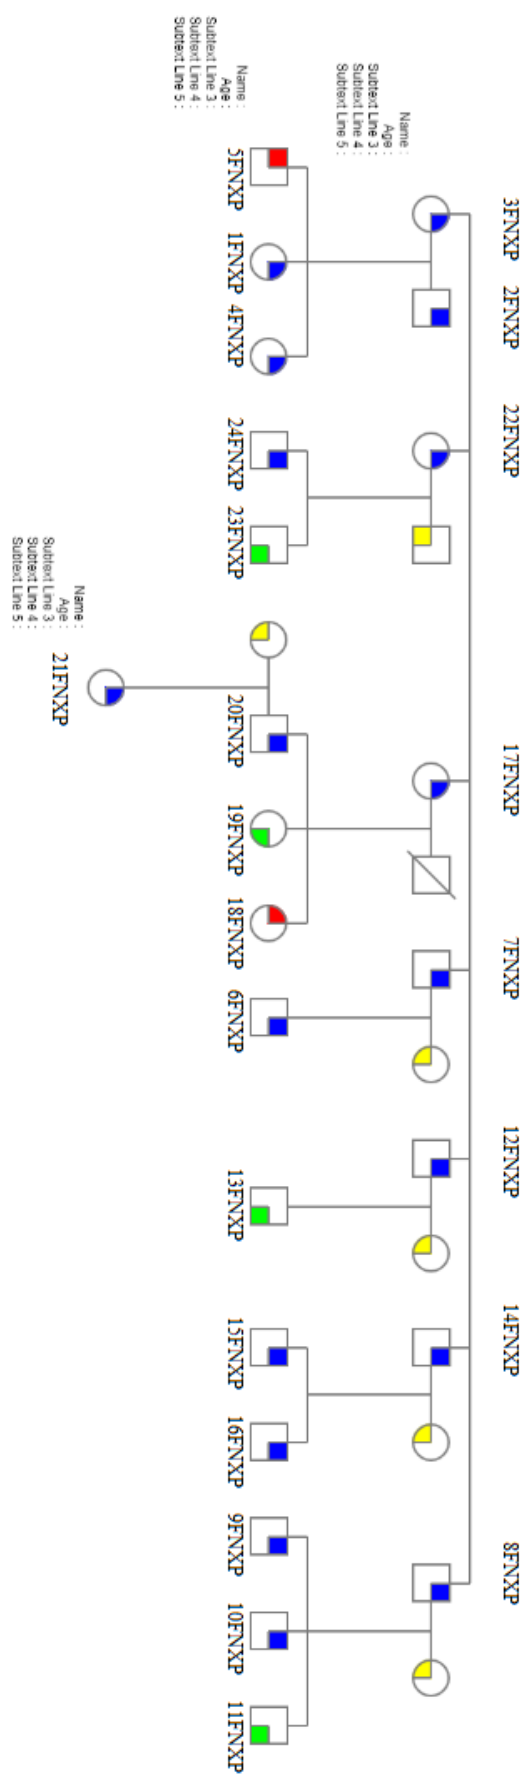 3FNXP 2FNXP 22FNXP 17FNXP 7FNXP 12FNXP 14FNXP 8FNXP
Name :
Age :
Subtext Line 3 :
Subtext Line 4 :
Subtext Line 5 :
5FNXP 1FNXP 4FNXP 24FNXP 23FNXP 20FNXP 19FNXP 18FNXP 6FNXP 13FNXP 15FNXP 16FNXP 9FNXP 10FNXP 11FNXP
Name :
Age :
Subtext Line 3 :
Subtext Line 4 :
Subtext Line 5 :
21FNXP
Name :
Age :
Subtext Line 3 :
Subtext Line 4 :
Subtext Line 5 :